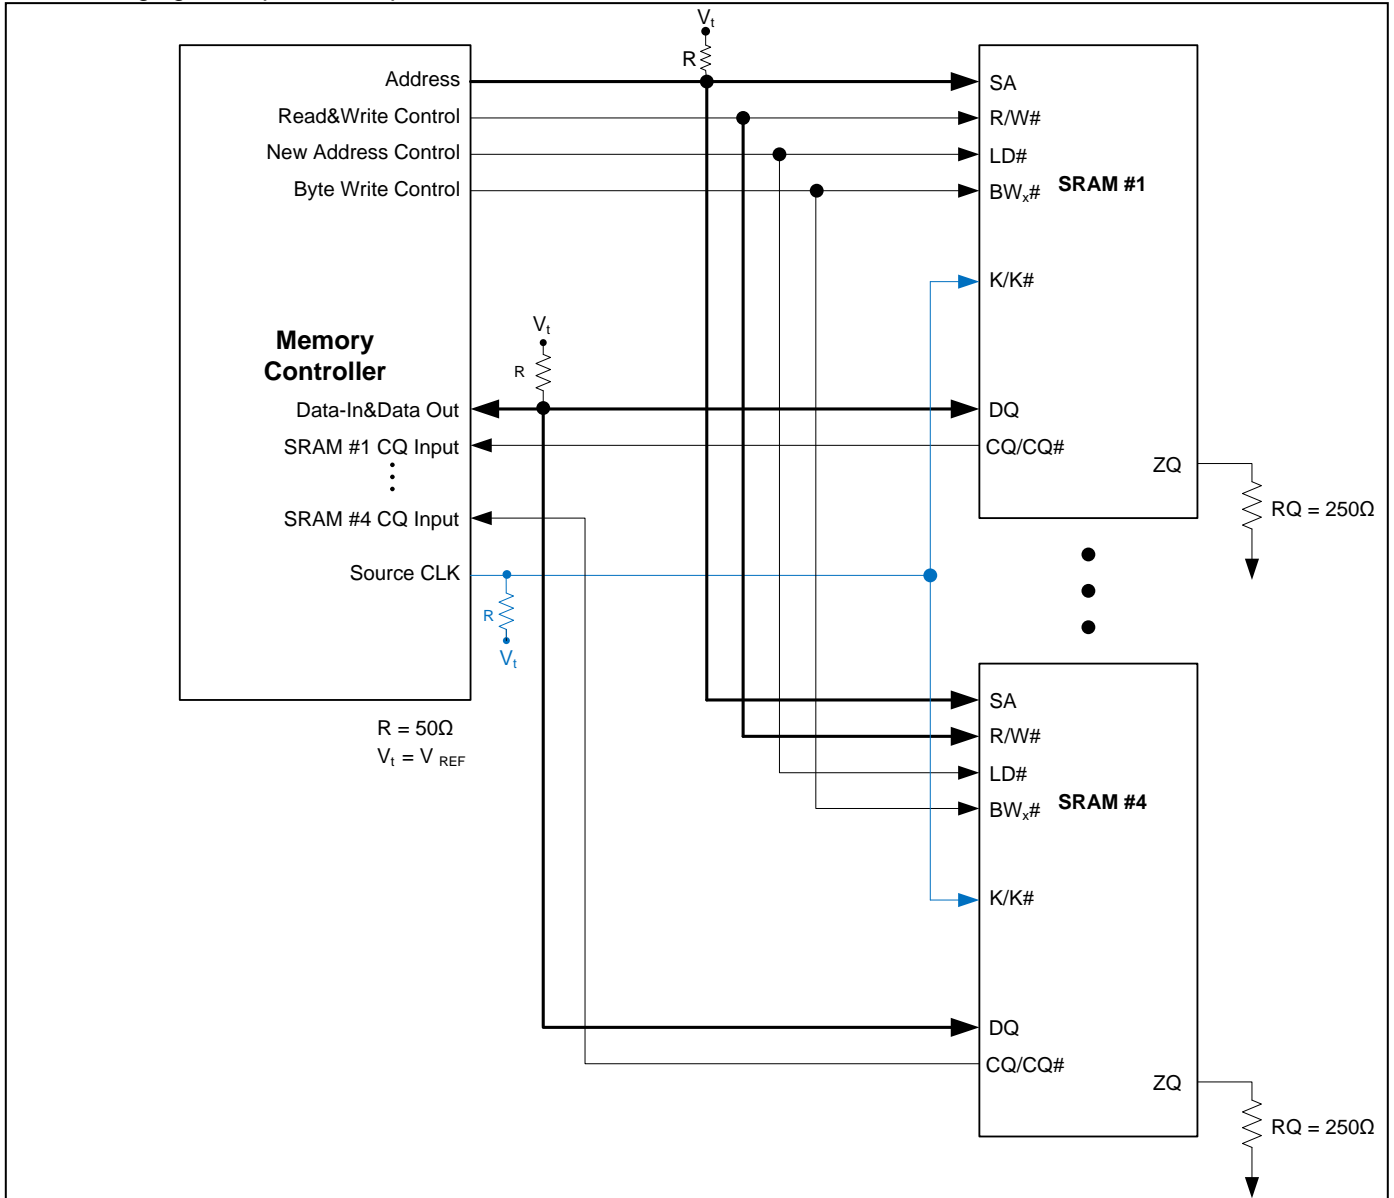 Vt
R
Address
Read&Write Control
New Address Control
Byte Write Control
SA
R/W#
LD#
BWx#
SRAM #1
K/K#
Vt
R
Memory
Controller
Data-In&Data Out
SRAM #1 CQ Input
SRAM #4 CQ Input
Source CLK
DQ
CQ/CQ#
ZQ
RQ = 250Ω
R
Vt
R = 50Ω
Vt = V REF
SA
R/W#
LD#
BWx#
SRAM #4
K/K#
DQ
CQ/CQ#
ZQ
RQ = 250Ω